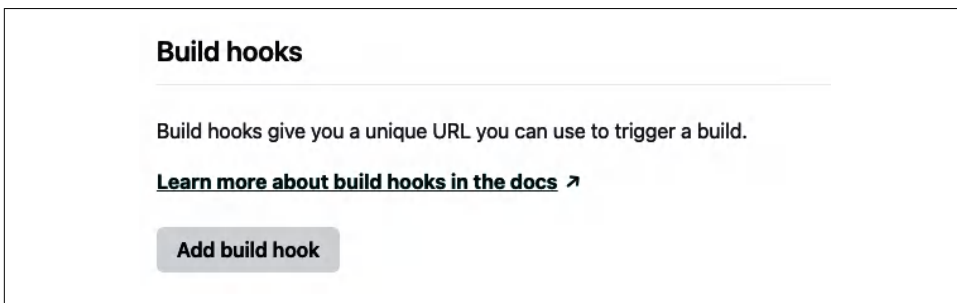 Build hooks
Build hooks give you a unique URL you can use to trigger a build.
Learn more about build hooks in the docs ↗
Add build hook